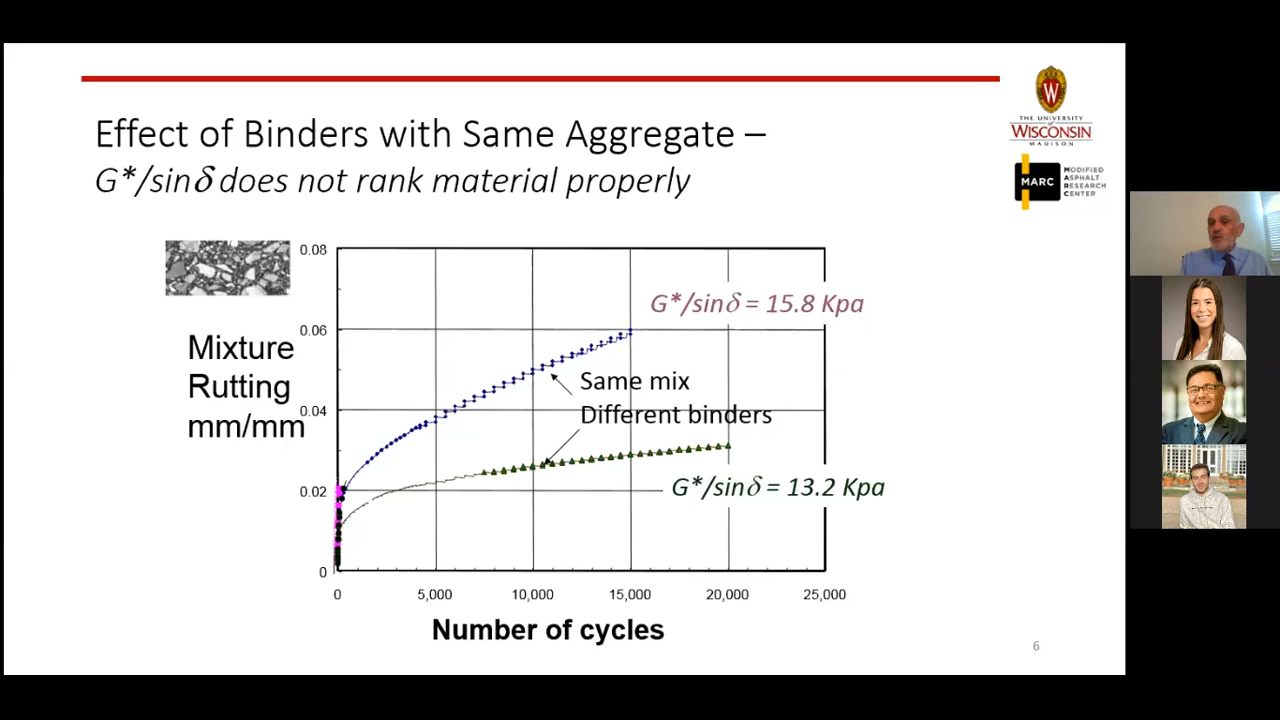 Effect of Binders with Same Aggregate –
G*/sinδ does not rank material properly
THE UNIVERSITY
of
WISCONSIN
MADISON
MARC
MODIFIED
ASPHALT
RESEARCH
CENTER
W
Mixture
Rutting
mm/mm
0.08
0.06
0.04
0.02
0
G*/sinδ = 15.8 Kpa
Same mix
Different binders
G*/sinδ = 13.2 Kpa
0 5,000 10,000 15,000 20,000 25,000
Number of cycles
6